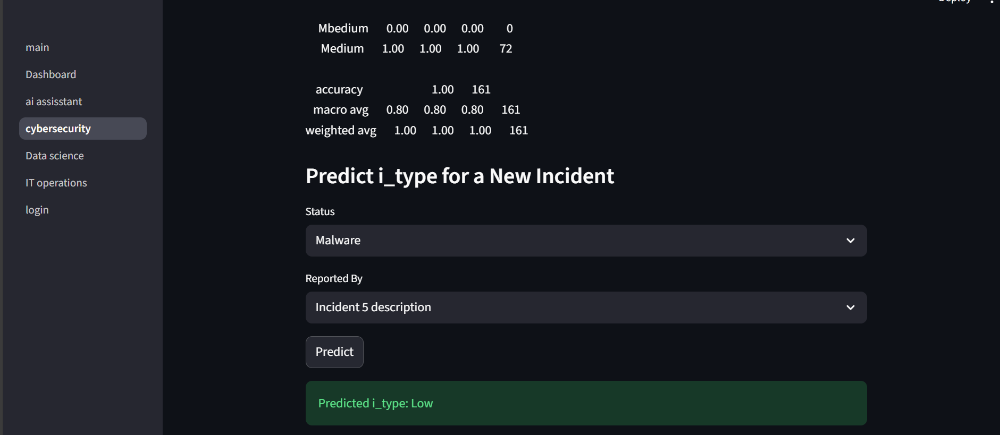 Deploy
main
Dashboard
ai assisstant
cybersecurity
Data science
IT operations
login
Mbedium 0.00 0.00 0.00 0
Medium 1.00 1.00 1.00 72
accuracy 1.00 161
macro avg 0.80 0.80 0.80 161
weighted avg 1.00 1.00 1.00 161
Predict i_type for a New Incident
Status
Malware
Reported By
Incident 5 description
Predict
Predicted i_type: Low